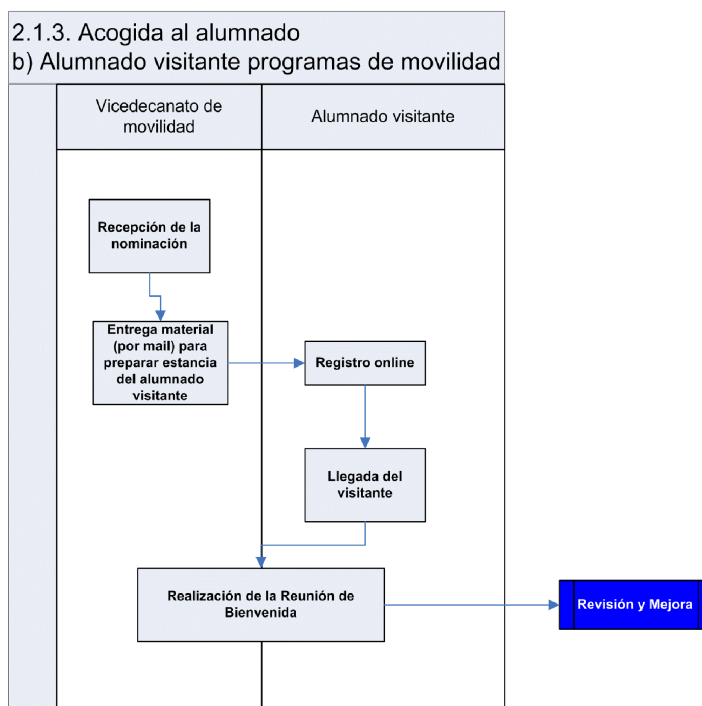 2.1.3. Acogida al alumnado
b) Alumnado visitante programas de movilidad
Vicedecanato de
movilidad
Alumnado visitante
Recepción de la
nominación
Entrega material
(por mail) para
preparar estancia
del alumnado
visitante
Registro online
Llegada del
visitante
Realización de la Reunión de
Bienvenida
Revisión y Mejora